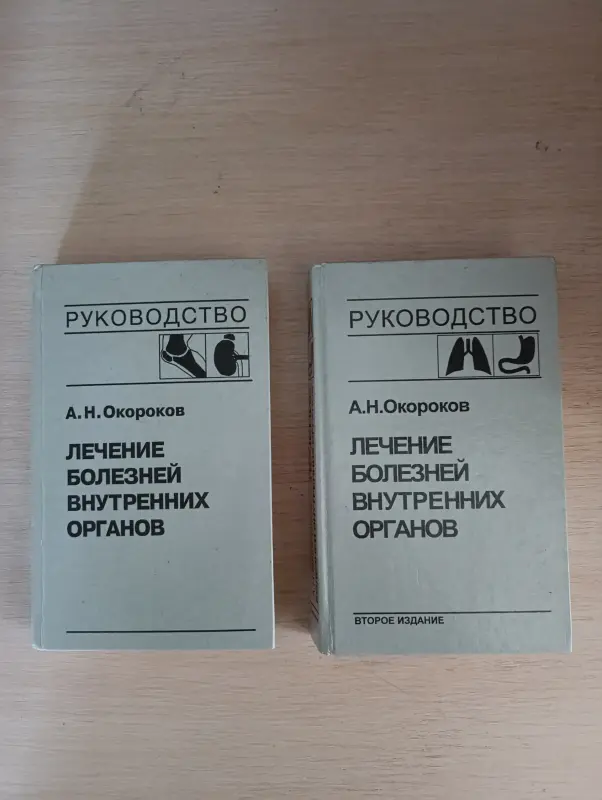 РУКОВОДСТВО
А.Н.Окороков
ЛЕЧЕНИЕ
БОЛЕЗНЕЙ
ВНУТРЕННИХ
ОРГАНОВ
РУКОВОДСТВО
А.Н.Окороков
ЛЕЧЕНИЕ
БОЛЕЗНЕЙ
ВНУТРЕННИХ
ОРГАНОВ
ВТОРОЕ ИЗДАНИЕ